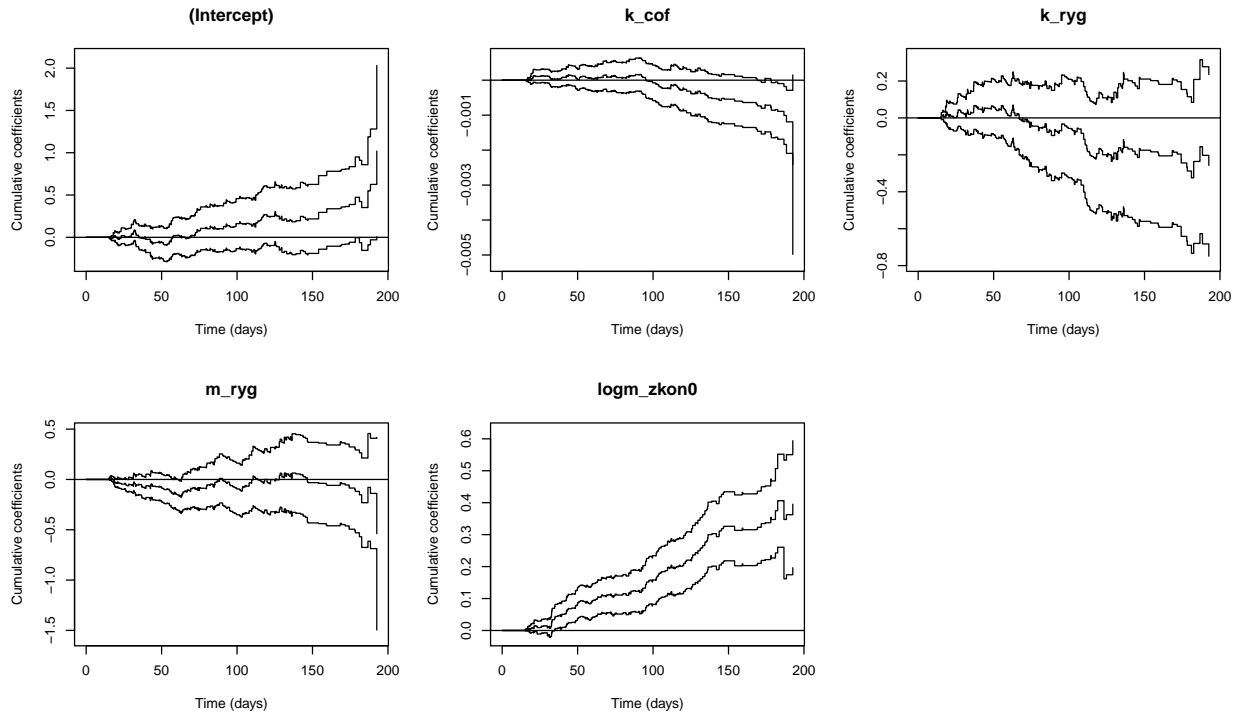 (Intercept)
Cumulative coefficients
0.0 0.5 1.0 1.5 2.0
0 50 100 150 200
Time (days)
k_cof
Cumulative coefficients
−0.005 −0.003 −0.001
0 50 100 150 200
Time (days)
k_ryg
Cumulative coefficients
−0.8 −0.4 0.0 0.2
0 50 100 150 200
Time (days)
m_ryg
Cumulative coefficients
−1.5 −1.0 −0.5 0.0 0.5
0 50 100 150 200
Time (days)
logm_zkon0
Cumulative coefficients
0.0 0.1 0.2 0.3 0.4 0.5 0.6
0 50 100 150 200
Time (days)